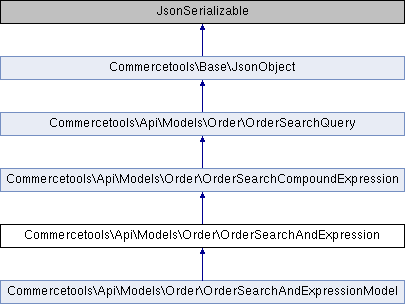 JsonSerializable
Commercetools\Base\JsonObject
Commercetools\Api\Models\Order\OrderSearchQuery
Commercetools\Api\Models\Order\OrderSearchCompoundExpression
Commercetools\Api\Models\Order\OrderSearchAndExpression
Commercetools\Api\Models\Order\OrderSearchAndExpressionModel